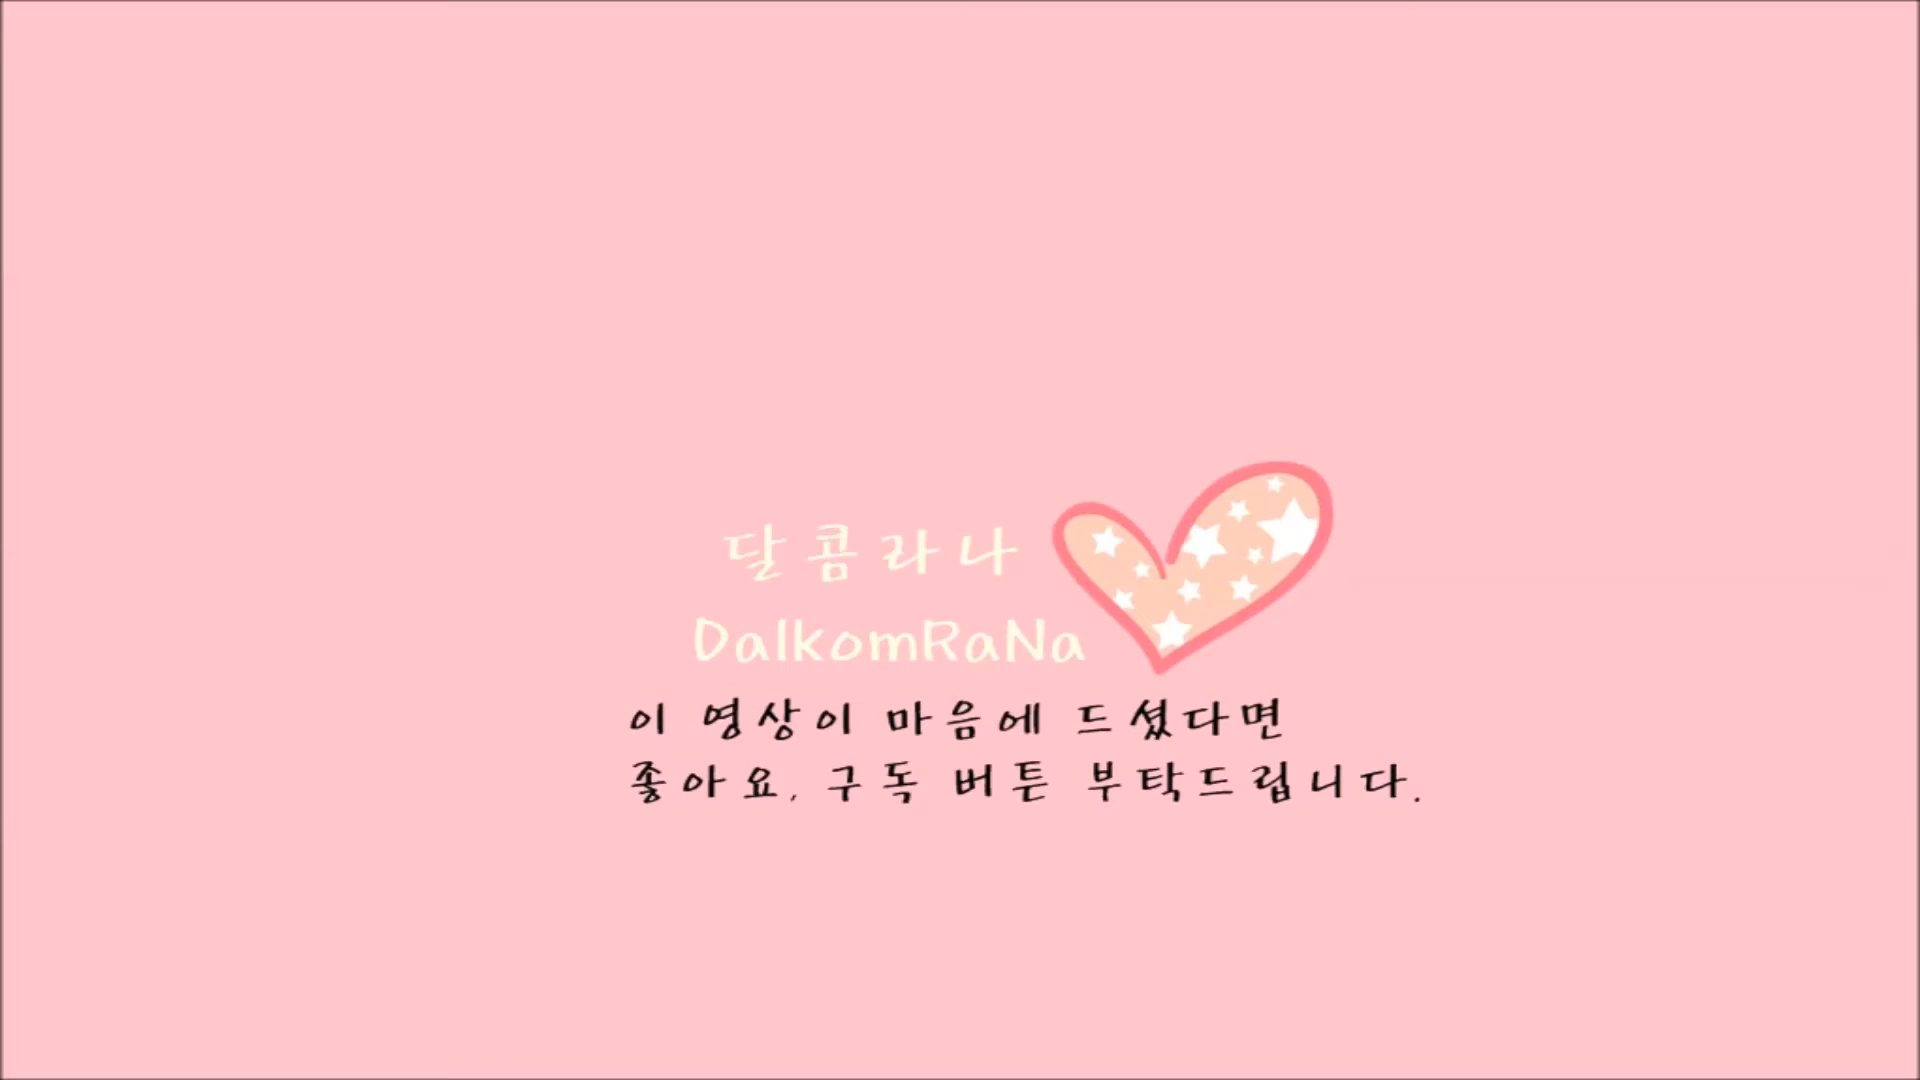 달콤라나
DalkomRaNa
이 영상이 마음에 드셨다면
좋아요, 구독 버튼 부탁드립니다.